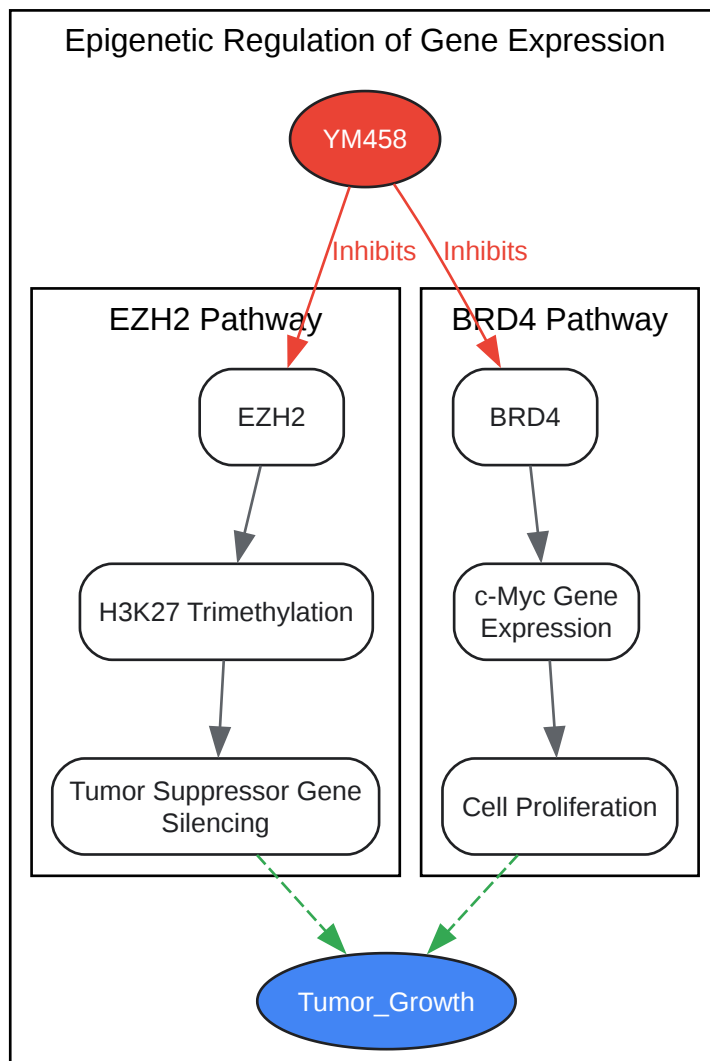 Epigenetic Regulation of Gene Expression
YM458
Inhibits
Inhibits
EZH2 Pathway
EZH2
H3K27 Trimethylation
Tumor Suppressor Gene
Silencing
BRD4 Pathway
BRD4
c-Myc Gene
Expression
Cell Proliferation
Tumor_Growth